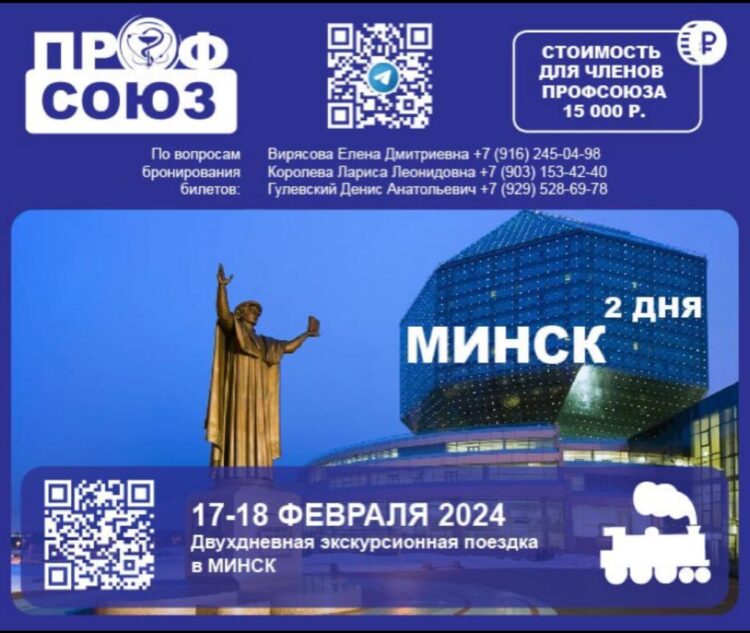 ПРОФ
СОЮЗ
СТОИМОСТЬ
ДЛЯ ЧЛЕНОВ
ПРОФСОЮЗА
15 000 Р.
По вопросам
бронирования
билетов:
Вирясова Елена Дмитриевна +7 (916) 245-04-98
Королева Лариса Леонидовна +7 (903) 153-42-40
Гулевский Денис Анатольевич +7 (929) 528-69-78
2 ДНЯ
МИНСК
17-18 ФЕВРАЛЯ 2024
Двухдневная экскурсионная поездка
в МИНСК